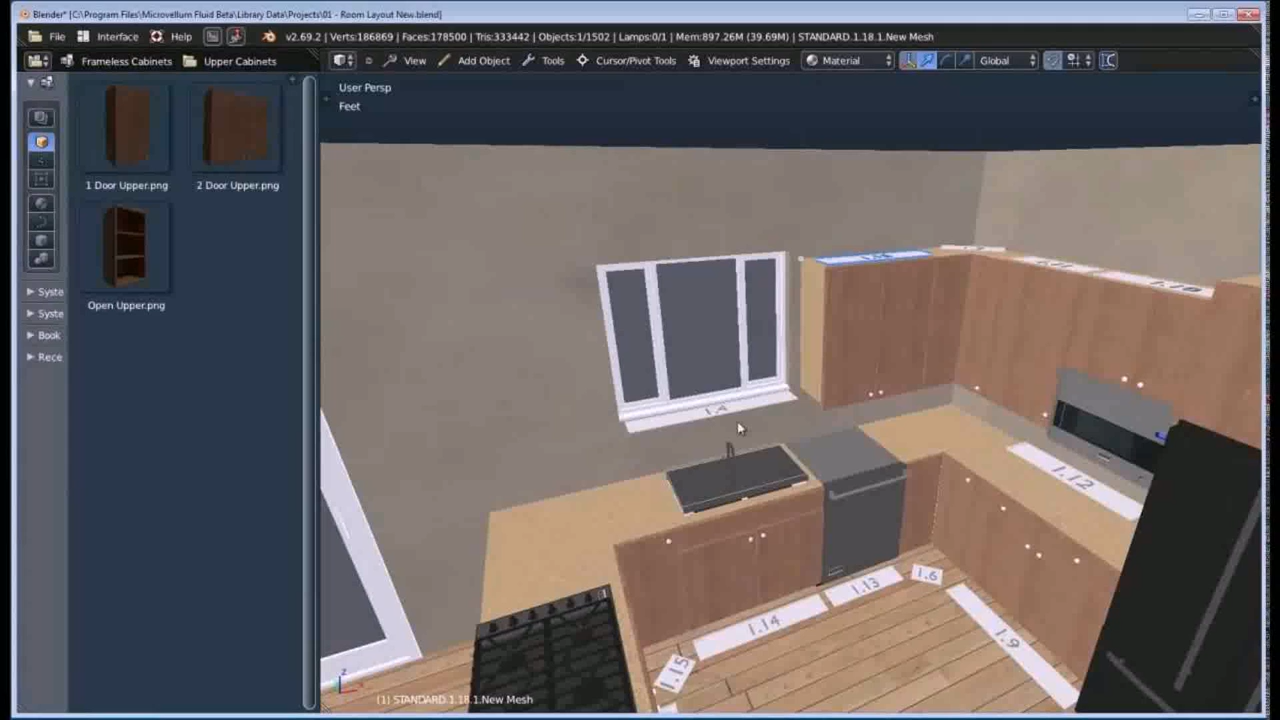 Blender* [C:\Program Files\Microvellum Fluid Beta\Library Data\Projects\01 - Room Layout New.blend]
File Interface Help v2.69.2 | Verts:186869 | Faces:178500 | Tris:333442 | Objects:1/1502 | Lamps:0/1 | Mem:897.26M (39.69M) | STANDARD.1.18.1.New Mesh
Frameless Cabinets Upper Cabinets View Add Object Tools Cursor/Pivot Tools Viewport Settings Material Global
User Persp
Feet
1 Door Upper.png 2 Door Upper.png
Open Upper.png
Syste
Syste
Book
Rece
1.4
1.12
1.6
1.13
1.14
1.9
1.15
(1) STANDARD.1.18.1.New Mesh